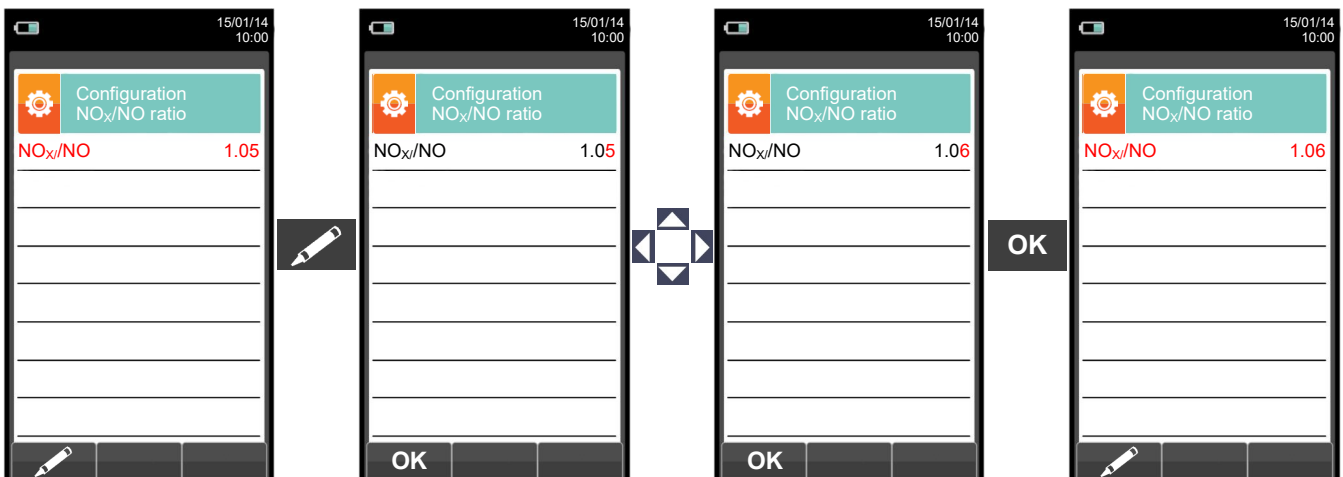 15/01/14
10:00
Configuration
NOX/NO ratio
NOX//NO 1.05
15/01/14
10:00
Configuration
NOX/NO ratio
NOX//NO 1.05
OK
15/01/14
10:00
Configuration
NOX/NO ratio
NOX//NO 1.06
OK
OK
15/01/14
10:00
Configuration
NOX/NO ratio
NOX//NO 1.06